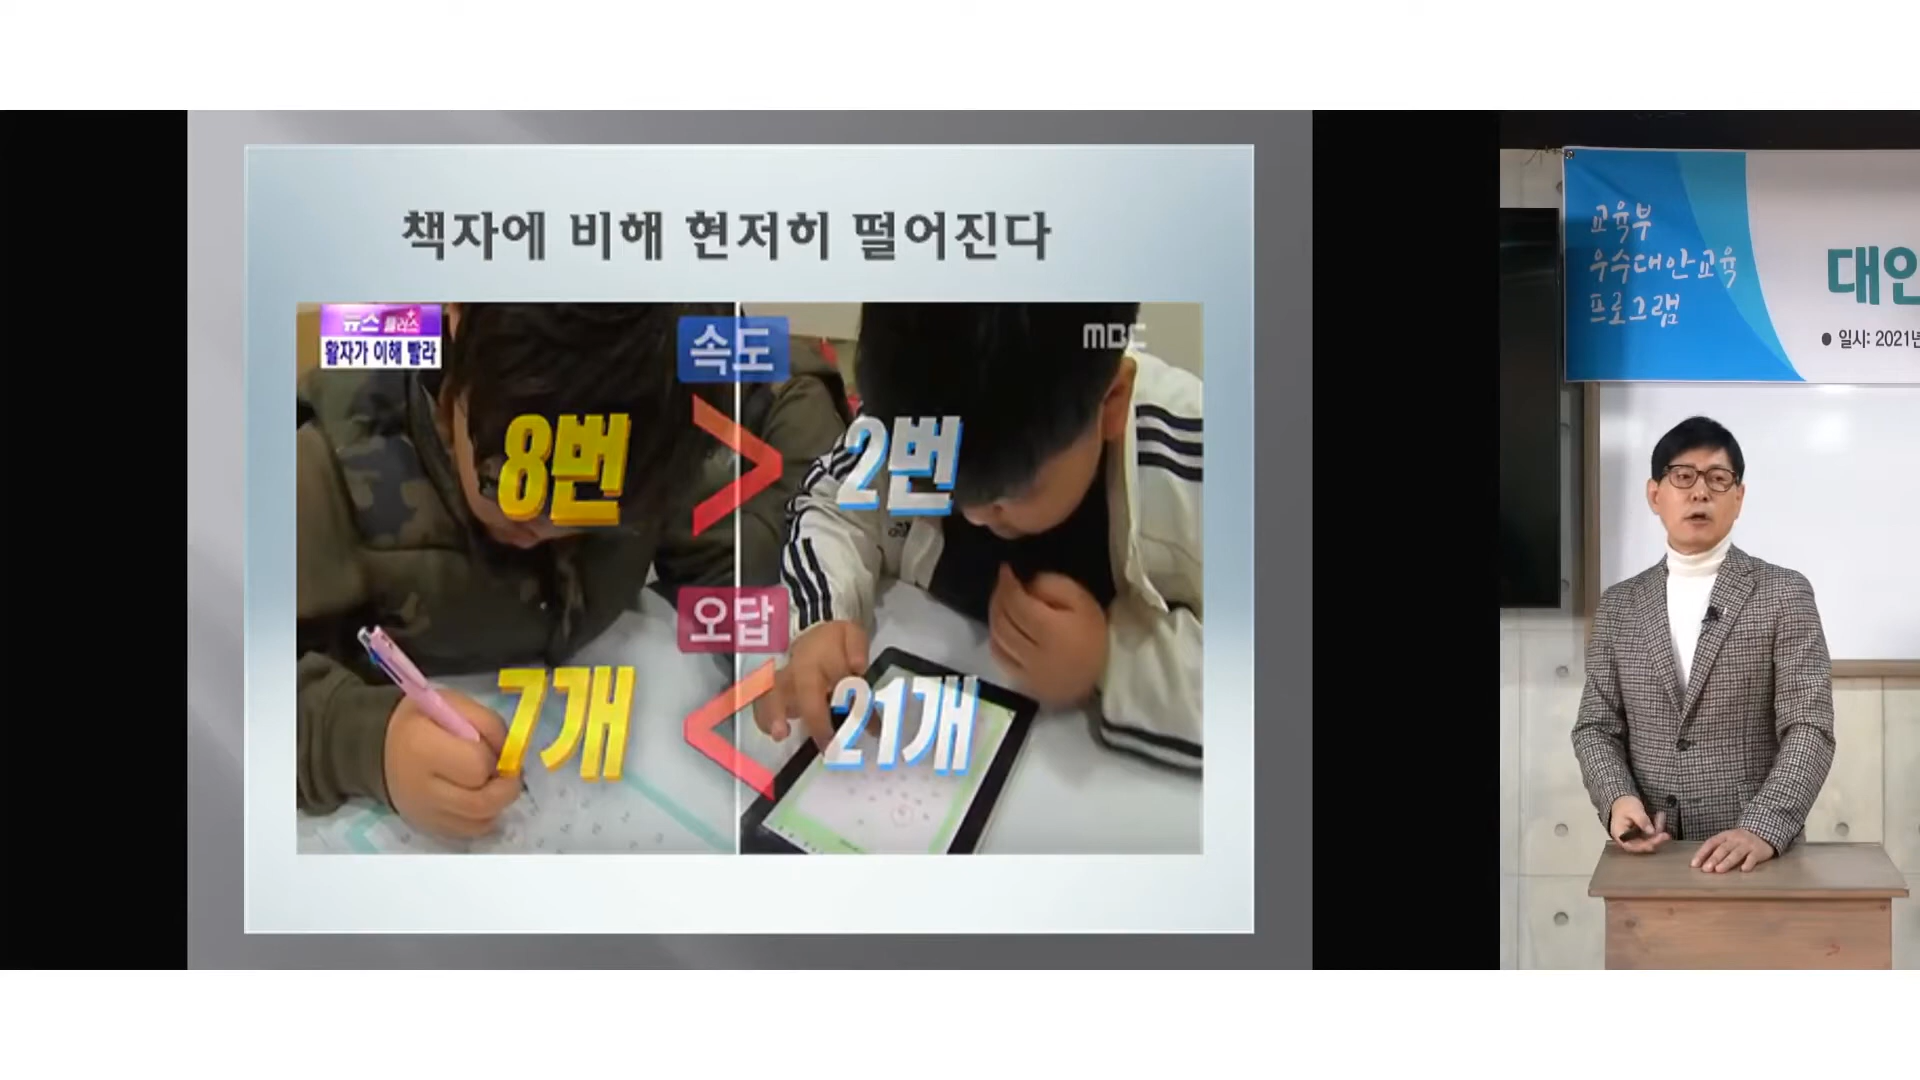 책자에 비해 현저히 떨어진다
뉴스 플러스
활자가 이해 빨라
MBC
속도
8번 > 2번
오답
7개 < 21개
교육부
우수대안교육
프로그램
대안
● 일시: 2021년